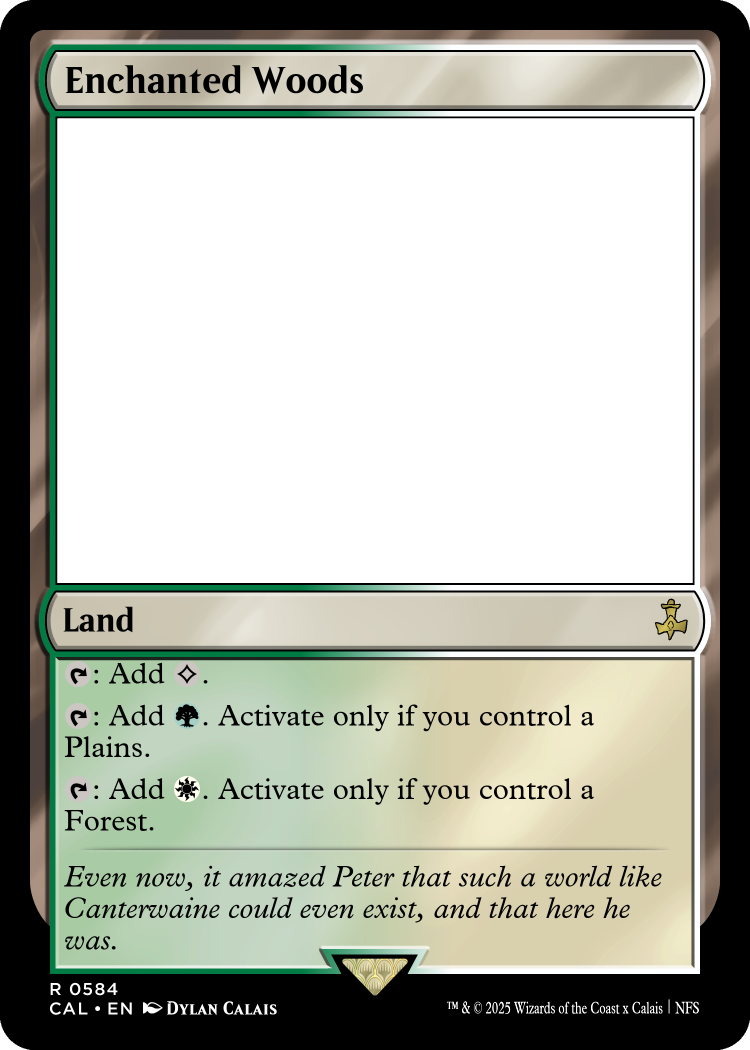 Enchanted Woods
Land
: Add .
: Add . Activate only if you control a
Plains.
: Add . Activate only if you control a
Forest.
Even now, it amazed Peter that such a world like
Canterwaine could even exist, and that here he
was.
R 0584
CAL • EN Dylan Calais
™ & © 2025 Wizards of the Coast x Calais | NFS